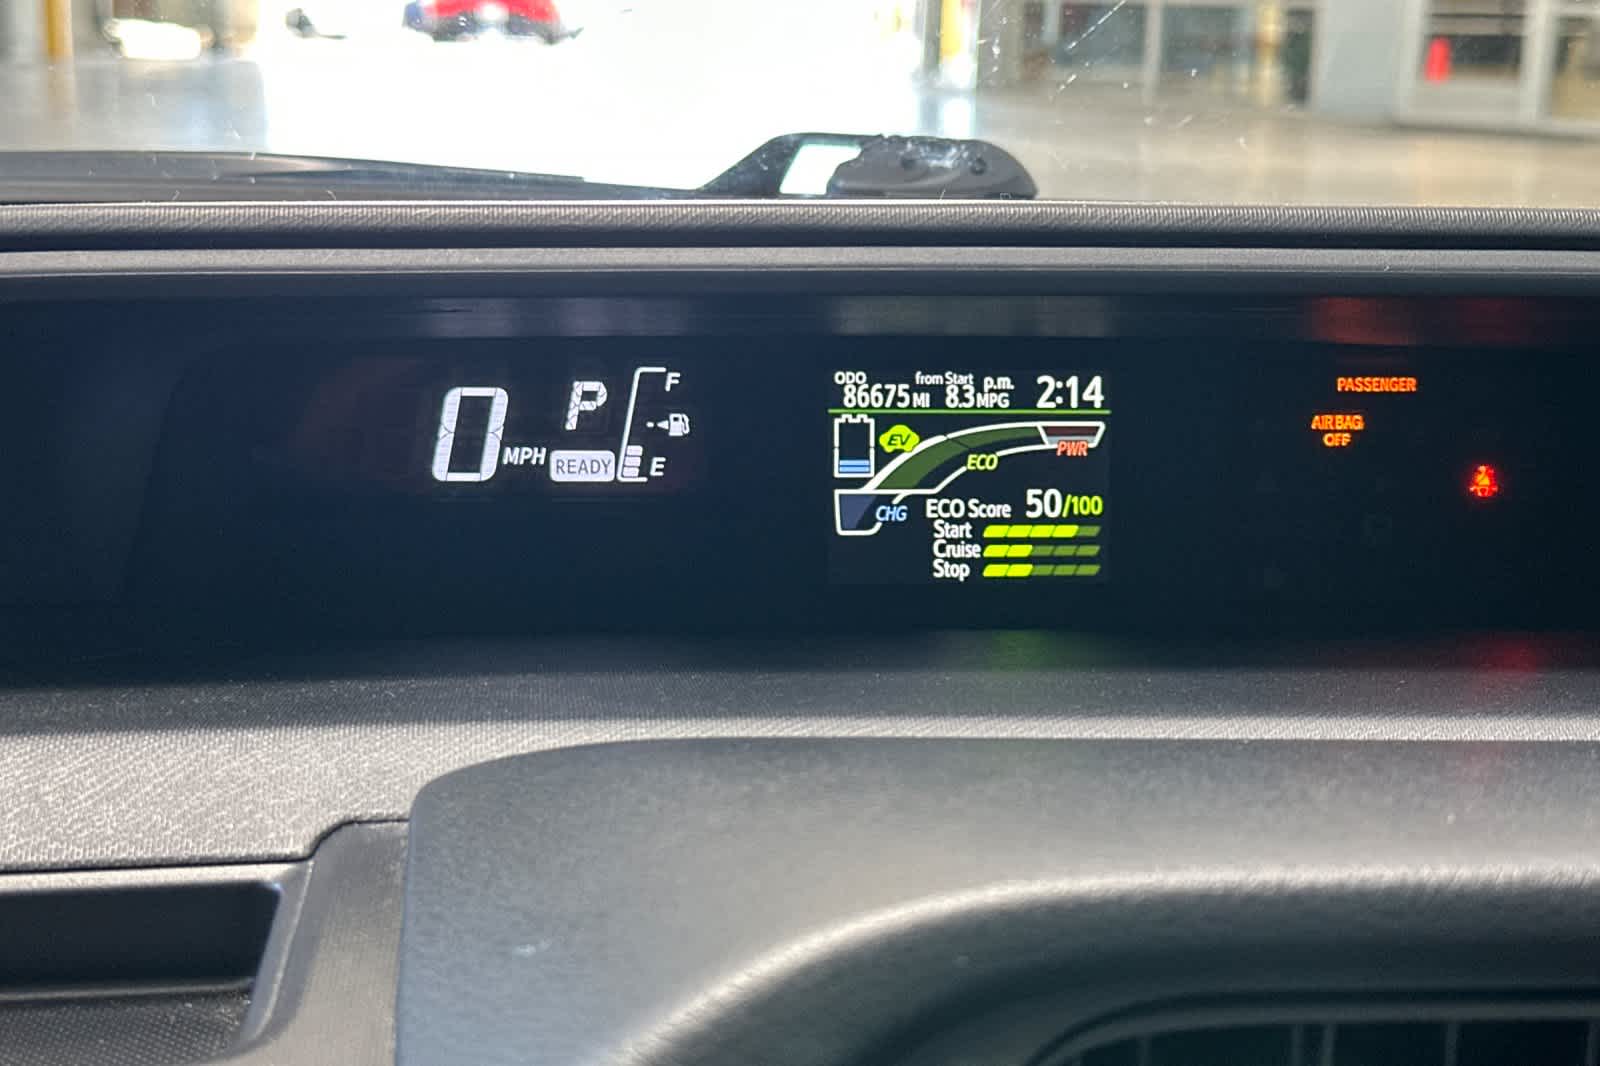 0 MPH
P
READY
F
E
ODO
86675 MI
from Start
8.3 MPG
p.m.
2:14
EV
ECO
PWR
CHG
ECO Score 50/100
Start
Cruise
Stop
PASSENGER
AIR BAG
OFF